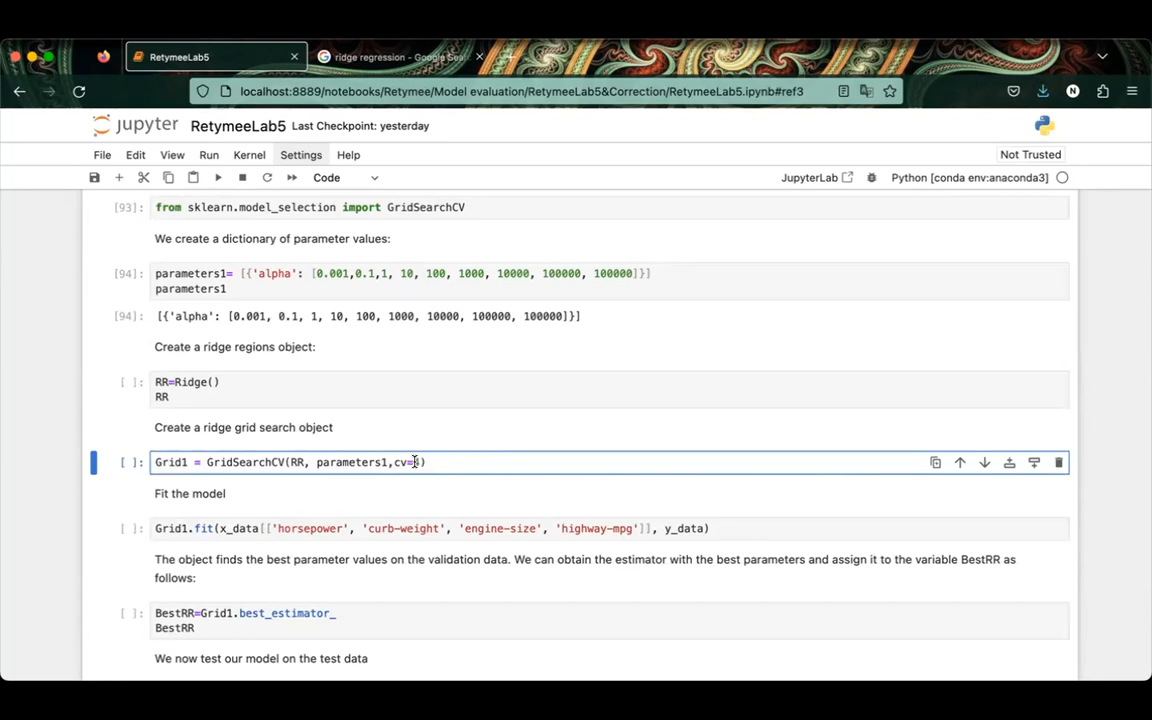 RetymeeLab5
ridge regression - Google Sea
localhost:8889/notebooks/Retymee/Model evaluation/RetymeeLab5&Correction/RetymeeLab5.ipynb#ref3
jupyter RetymeeLab5 Last Checkpoint: yesterday
File Edit View Run Kernel Settings Help Not Trusted
Code JupyterLab Python [conda env:anaconda3]
[93]: from sklearn.model_selection import GridSearchCV
We create a dictionary of parameter values:
[94]: parameters1= [{'alpha': [0.001,0.1,1, 10, 100, 1000, 10000, 100000, 100000]}]
parameters1
[94]: [{'alpha': [0.001, 0.1, 1, 10, 100, 1000, 10000, 100000, 100000]}]
Create a ridge regions object:
[ ]: RR=Ridge()
RR
Create a ridge grid search object
[ ]: Grid1 = GridSearchCV(RR, parameters1,cv= )
Fit the model
[ ]: Grid1.fit(x_data[['horsepower', 'curb-weight', 'engine-size', 'highway-mpg']], y_data)
The object finds the best parameter values on the validation data. We can obtain the estimator with the best parameters and assign it to the variable BestRR as
follows:
[ ]: BestRR=Grid1.best_estimator_
BestRR
We now test our model on the test data